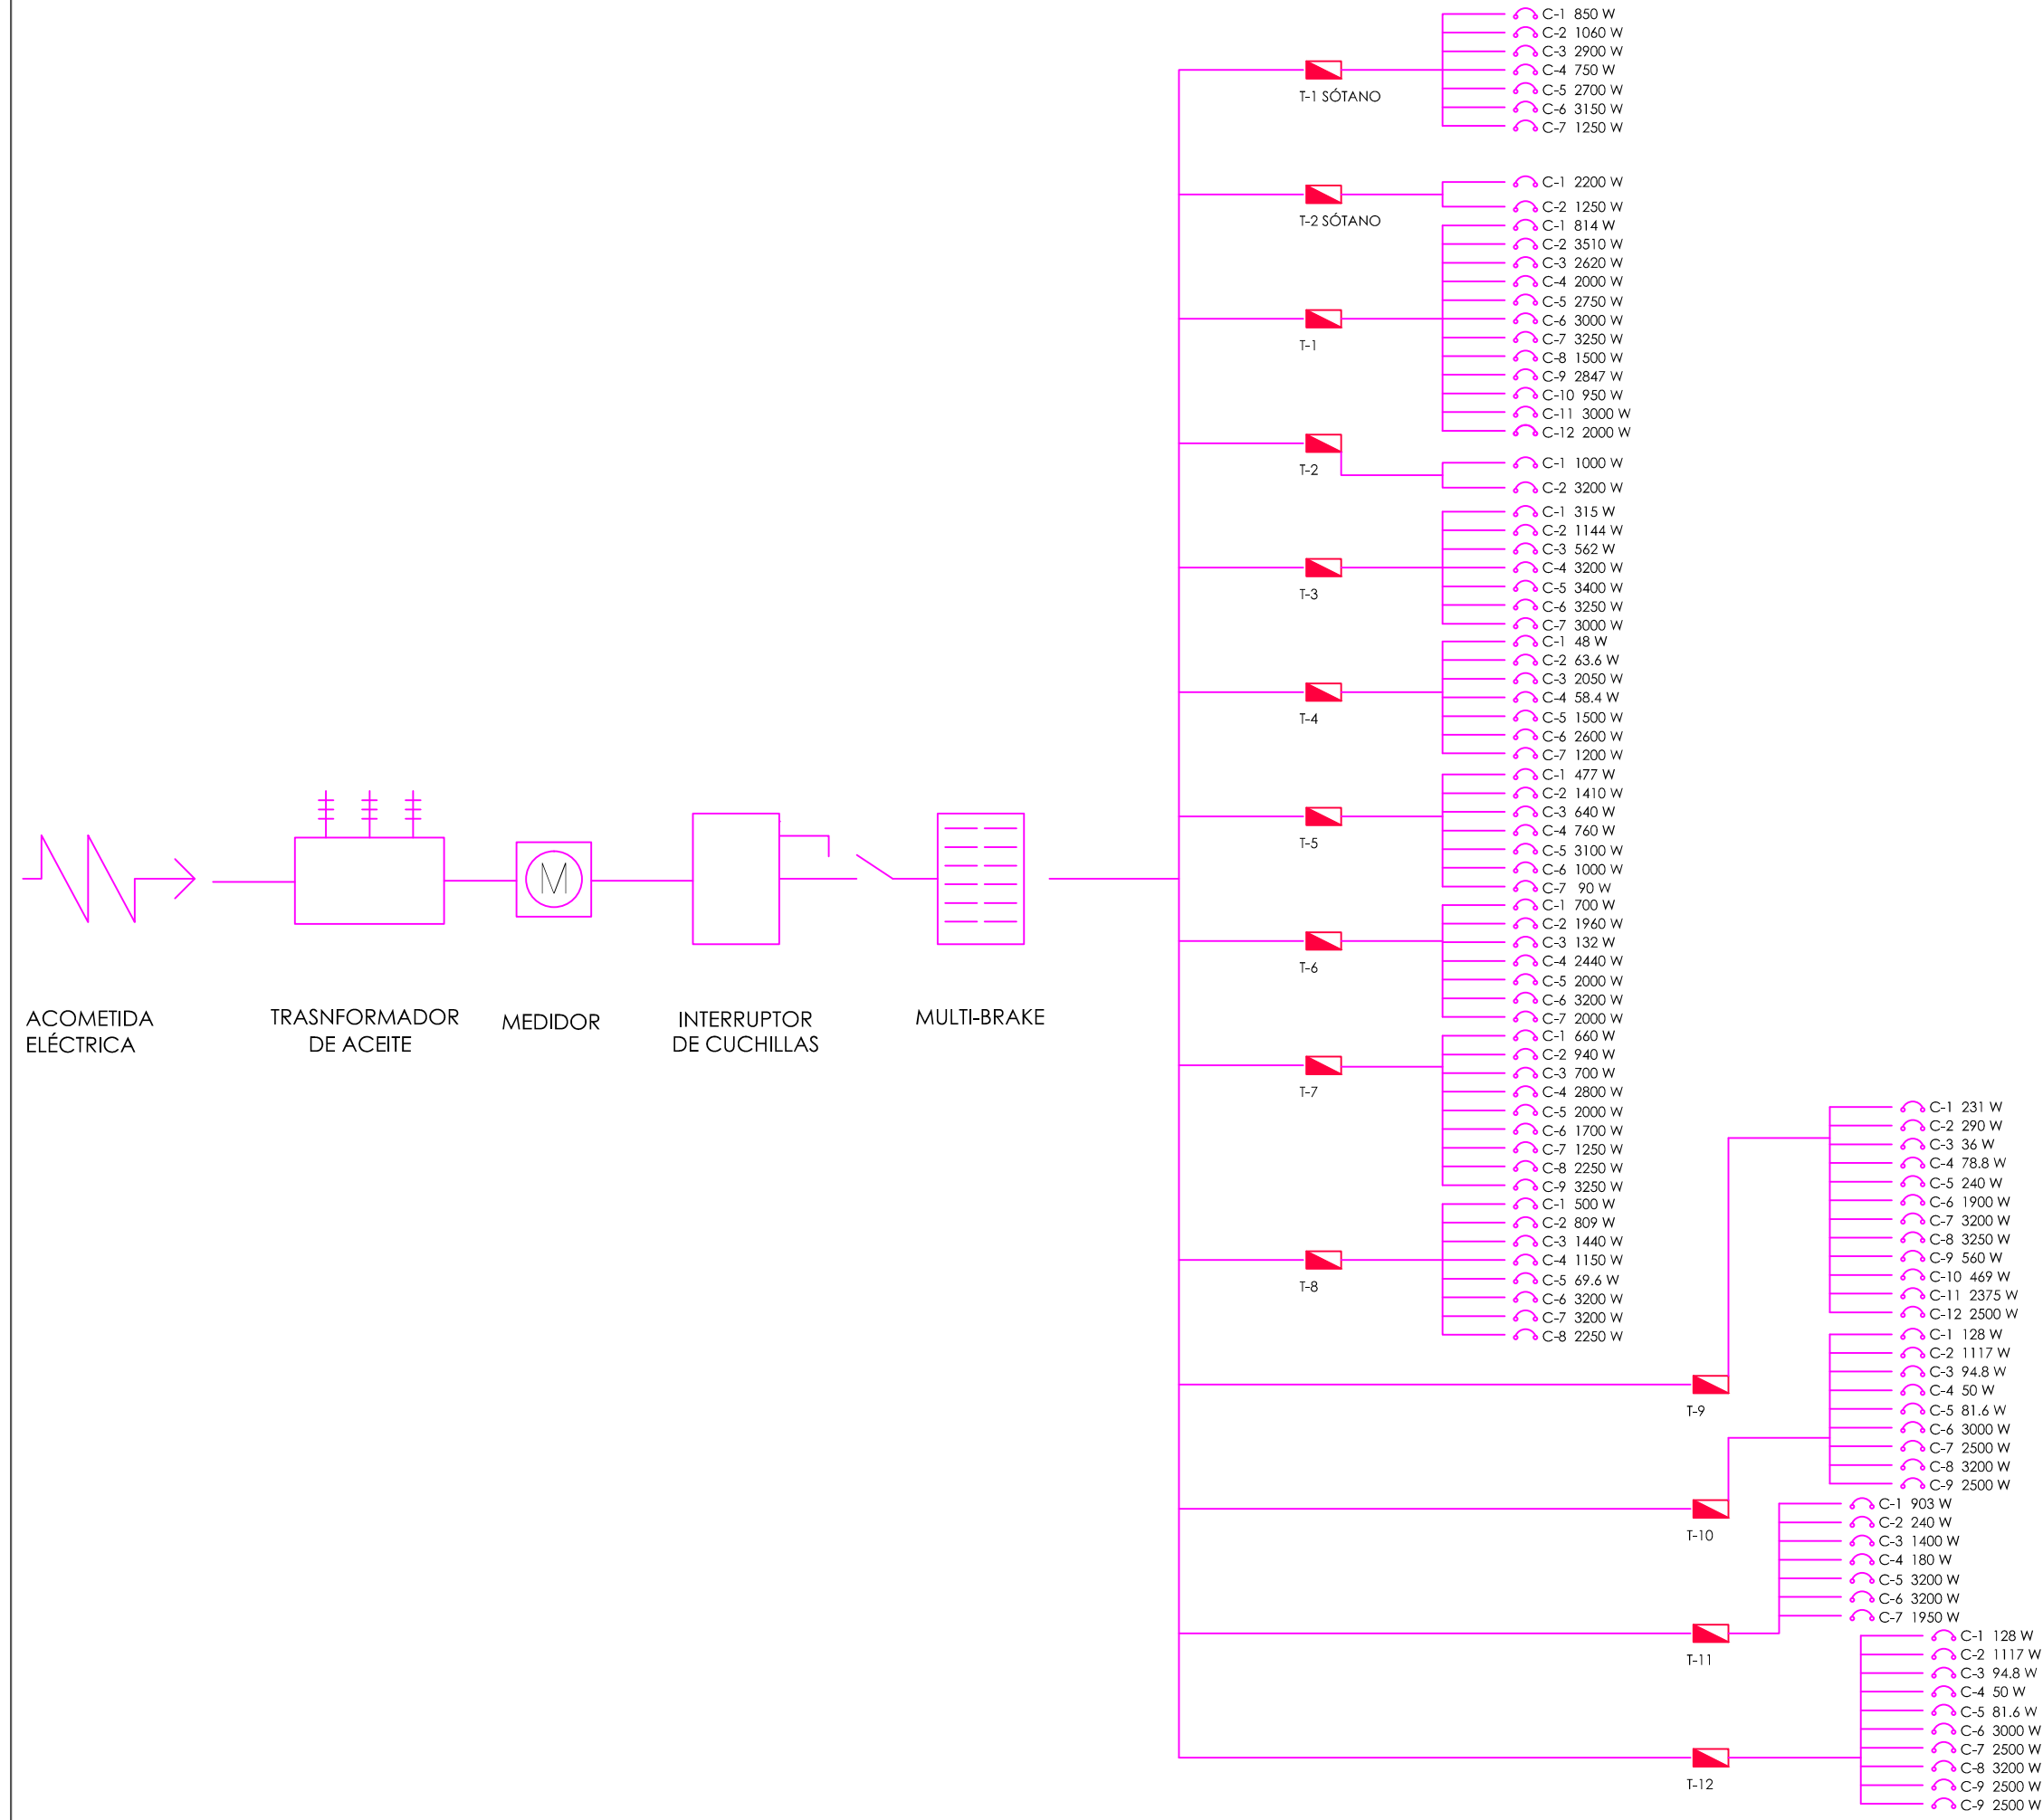 ACOMETIDA
ELÉCTRICA
TRASNFORMADOR
DE ACEITE
MEDIDOR
M
INTERRUPTOR
DE CUCHILLAS
MULTI-BRAKE
T-1 SÓTANO
C-1 850 W
C-2 1060 W
C-3 2900 W
C-4 750 W
C-5 2700 W
C-6 3150 W
C-7 1250 W
T-2 SÓTANO
C-1 2200 W
C-2 1250 W
T-1
C-1 814 W
C-2 3510 W
C-3 2620 W
C-4 2000 W
C-5 2750 W
C-6 3000 W
C-7 3250 W
C-8 1500 W
C-9 2847 W
C-10 950 W
C-11 3000 W
C-12 2000 W
T-2
C-1 1000 W
C-2 3200 W
T-3
C-1 315 W
C-2 1144 W
C-3 562 W
C-4 3200 W
C-5 3400 W
C-6 3250 W
C-7 3000 W
T-4
C-1 48 W
C-2 63.6 W
C-3 2050 W
C-4 58.4 W
C-5 1500 W
C-6 2600 W
C-7 1200 W
T-5
C-1 477 W
C-2 1410 W
C-3 640 W
C-4 760 W
C-5 3100 W
C-6 1000 W
C-7 90 W
T-6
C-1 700 W
C-2 1960 W
C-3 132 W
C-4 2440 W
C-5 2000 W
C-6 3200 W
C-7 2000 W
T-7
C-1 660 W
C-2 940 W
C-3 700 W
C-4 2800 W
C-5 2000 W
C-6 1700 W
C-7 1250 W
C-8 2250 W
C-9 3250 W
T-8
C-1 500 W
C-2 809 W
C-3 1440 W
C-4 1150 W
C-5 69.6 W
C-6 3200 W
C-7 3200 W
C-8 2250 W
T-9
C-1 231 W
C-2 290 W
C-3 36 W
C-4 78.8 W
C-5 240 W
C-6 1900 W
C-7 3200 W
C-8 3250 W
C-9 560 W
C-10 469 W
C-11 2375 W
C-12 2500 W
T-10
C-1 128 W
C-2 1117 W
C-3 94.8 W
C-4 50 W
C-5 81.6 W
C-6 3000 W
C-7 2500 W
C-8 3200 W
C-9 2500 W
T-11
C-1 903 W
C-2 240 W
C-3 1400 W
C-4 180 W
C-5 3200 W
C-6 3200 W
C-7 1950 W
T-12
C-1 128 W
C-2 1117 W
C-3 94.8 W
C-4 50 W
C-5 81.6 W
C-6 3000 W
C-7 2500 W
C-8 3200 W
C-9 2500 W
C-9 2500 W